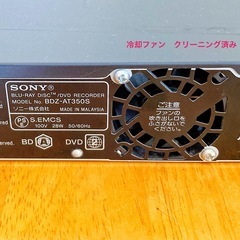 冷却ファン　クリーニング済み
SONY
BLU-RAY DISC™/DVD RECORDER
MODEL No. BDZ-AT350S
ソニー株式会社 MADE IN MALAYSIA
PS E S.EMCS
100V 28W 50/60Hz
BD A DVD 2
ご注意
ファンの
吹き出し口を
ふさがないで
ください。